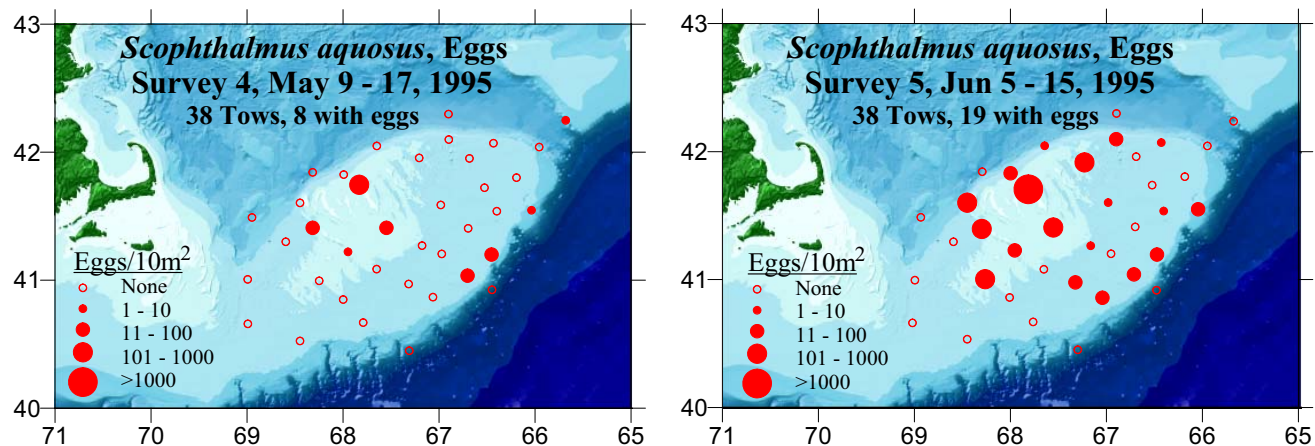 Scophthalmus aquosus, Eggs
Survey 4, May 9 - 17, 1995
38 Tows, 8 with eggs
Eggs/10m²
None
1 - 10
11 - 100
101 - 1000
>1000
43
42
41
40
71 70 69 68 67 66 65
Scophthalmus aquosus, Eggs
Survey 5, Jun 5 - 15, 1995
38 Tows, 19 with eggs
Eggs/10m²
None
1 - 10
11 - 100
101 - 1000
>1000
43
42
41
40
71 70 69 68 67 66 65